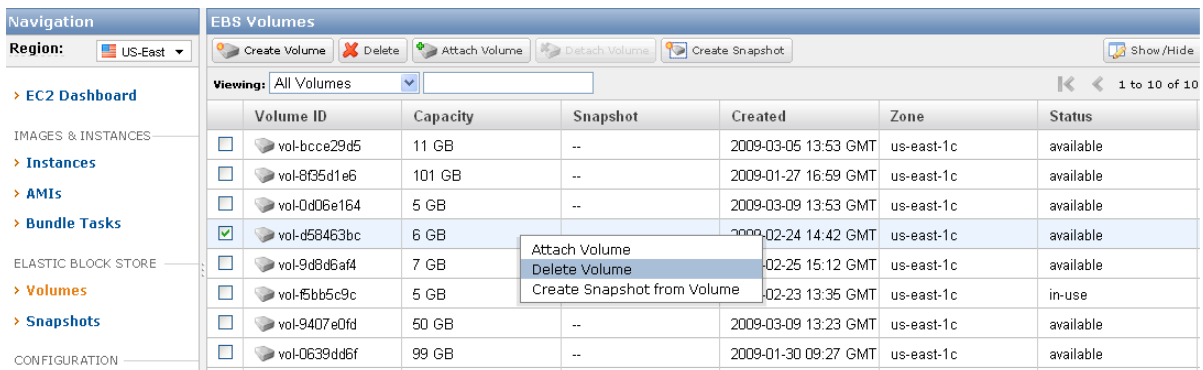 Navigation
Region: US-East
> EC2 Dashboard
IMAGES & INSTANCES
> Instances
> AMIs
> Bundle Tasks
ELASTIC BLOCK STORE
> Volumes
> Snapshots
CONFIGURATION
EBS Volumes
Create Volume Delete Attach Volume Detach Volume Create Snapshot Show/Hide
Viewing: All Volumes 1 to 10 of 10
Volume ID Capacity Snapshot Created Zone Status
vol-bcce29d5 11 GB -- 2009-03-05 13:53 GMT us-east-1c available
vol-8f35d1e6 101 GB -- 2009-01-27 16:59 GMT us-east-1c available
vol-0d06e164 5 GB -- 2009-03-09 13:53 GMT us-east-1c available
vol-d58463bc 6 GB 2009-02-24 14:42 GMT us-east-1c available
vol-9d8d6af4 7 GB -02-25 15:12 GMT us-east-1c available
vol-f5bb5c9c 5 GB -02-23 13:35 GMT us-east-1c in-use
vol-9407e0fd 50 GB -- 2009-03-09 13:23 GMT us-east-1c available
vol-0639dd6f 99 GB -- 2009-01-30 09:27 GMT us-east-1c available
Attach Volume
Delete Volume
Create Snapshot from Volume